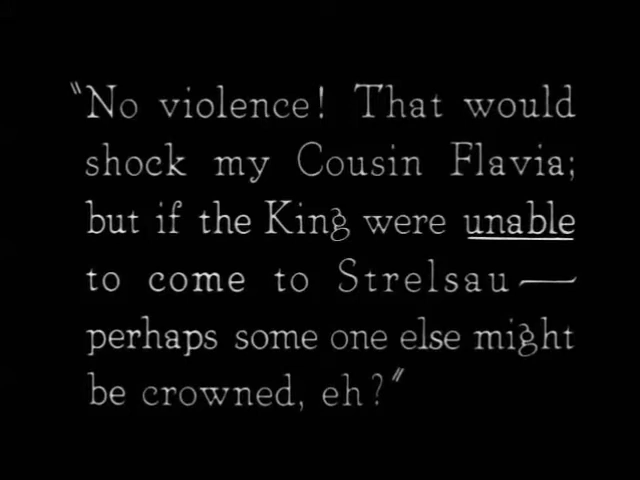 "No violence! That would
shock my Cousin Flavia;
but if the King were unable
to come to Strelsau—
perhaps some one else might
be crowned, eh?"